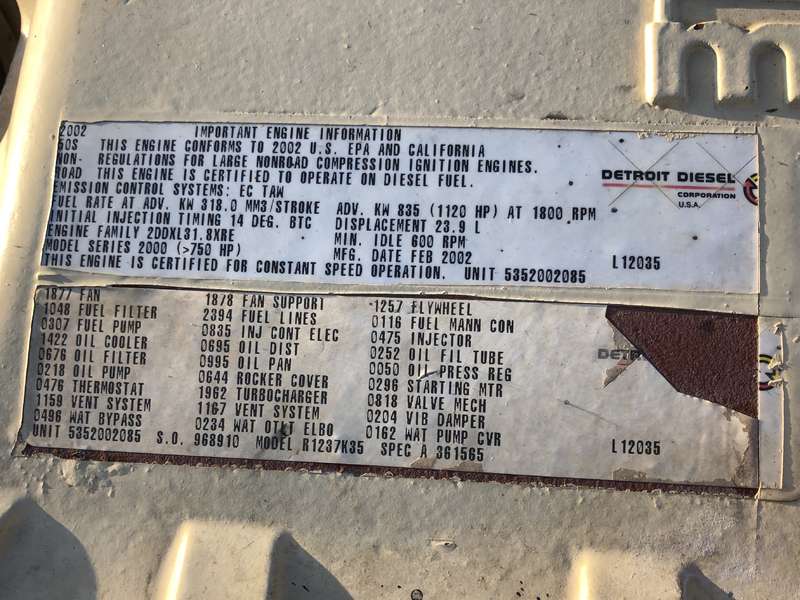 m
2002 IMPORTANT ENGINE INFORMATION
50S THIS ENGINE CONFORMS TO 2002 U.S. EPA AND CALIFORNIA
NON- REGULATIONS FOR LARGE NONROAD COMPRESSION IGNITION ENGINES.
ROAD THIS ENGINE IS CERTIFIED TO OPERATE ON DIESEL FUEL.
EMISSION CONTROL SYSTEMS: EC TAW
FUEL RATE AT ADV. KW 318.0 MM3/STROKE ADV. KW 835 (1120 HP) AT 1800 RPM
INITIAL INJECTION TIMING 14 DEG. BTC DISPLACEMENT 23.9 L
ENGINE FAMILY 2DDXL31.8XRE MIN. IDLE 600 RPM
MODEL SERIES 2000 (>750 HP) MFG. DATE FEB 2002
THIS ENGINE IS CERTIFIED FOR CONSTANT SPEED OPERATION. UNIT 5352002085 L12035
DETROIT DIESEL
CORPORATION
U.S.A.
1877 FAN 1878 FAN SUPPORT 1257 FLYWHEEL
1048 FUEL FILTER 2394 FUEL LINES 0116 FUEL MANN CON
0307 FUEL PUMP 0835 INJ CONT ELEC 0475 INJECTOR
1422 OIL COOLER 0695 OIL DIST 0252 OIL FIL TUBE
0676 OIL FILTER 0995 OIL PAN 0050 OIL PRESS REG
0218 OIL PUMP 0644 ROCKER COVER 0296 STARTING MTR
0476 THERMOSTAT 1962 TURBOCHARGER 0818 VALVE MECH
1159 VENT SYSTEM 1167 VENT SYSTEM 0204 VIB DAMPER
0496 WAT BYPASS 0234 WAT OTLT ELBO 0162 WAT PUMP CVR
UNIT 5352002085 S.O. 968910 MODEL R1237K35 SPEC A 361565 L12035
DETR